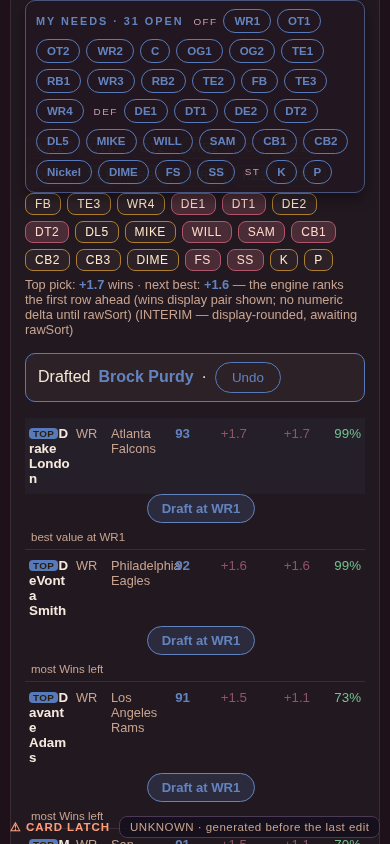 MY NEEDS · 31 OPEN OFF WR1 OT1
OT2 WR2 C OG1 OG2 TE1
RB1 WR3 RB2 TE2 FB TE3
WR4 DEF DE1 DT1 DE2 DT2
DL5 MIKE WILL SAM CB1 CB2
Nickel DIME FS SS ST K P
FB TE3 WR4 DE1 DT1 DE2
DT2 DL5 MIKE WILL SAM CB1
CB2 CB3 DIME FS SS K P
Top pick: +1.7 wins · next best: +1.6 — the engine ranks
the first row ahead (wins display pair shown; no numeric
delta until rawSort) (INTERIM — display-rounded, awaiting
rawSort)
Drafted Brock Purdy · Undo
TOP D WR Atlanta 93 +1.7 +1.7 99%
rake Falcons
Londo
n
Draft at WR1
best value at WR1
TOP D WR Philadelphia 92 +1.6 +1.6 99%
eVont Eagles
a
Smith
Draft at WR1
most Wins left
TOP D WR Los 91 +1.5 +1.1 73%
avant Angeles
e Rams
Adam
s
Draft at WR1
most Wins left
⚠ CARD LATCH UNKNOWN · generated before the last edit